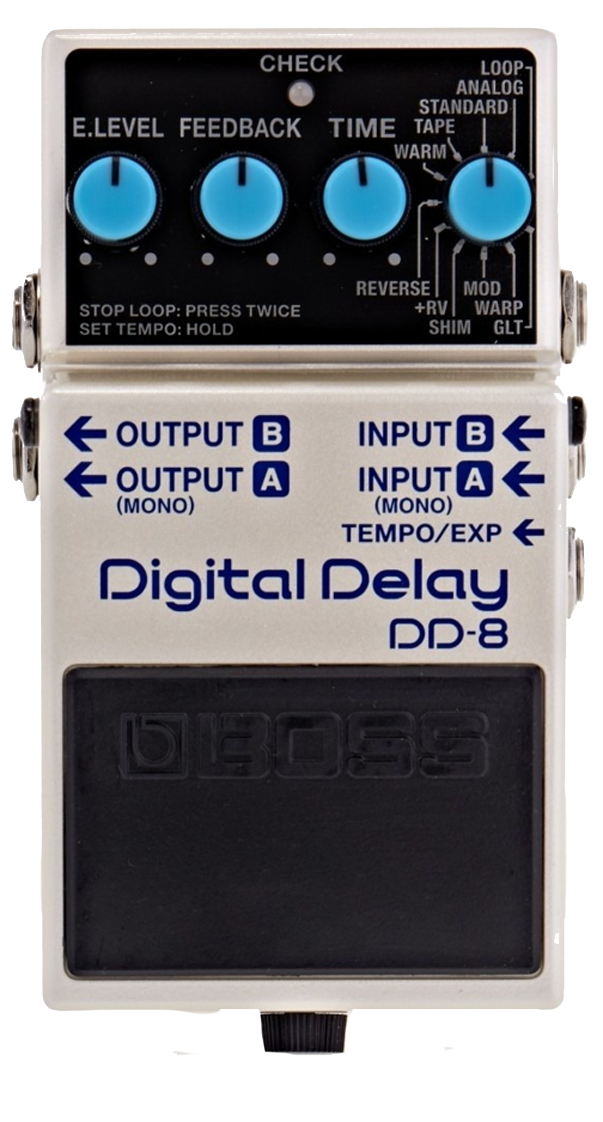 CHECK
E.LEVEL FEEDBACK TIME
LOOP
ANALOG
STANDARD
TAPE
WARM
REVERSE
+RV
SHIM
MOD
WARP
GLT
STOP LOOP: PRESS TWICE
SET TEMPO: HOLD
OUTPUT B
OUTPUT A
(MONO)
INPUT B
INPUT A
(MONO)
TEMPO/EXP
Digital Delay
DD-8
BOSS